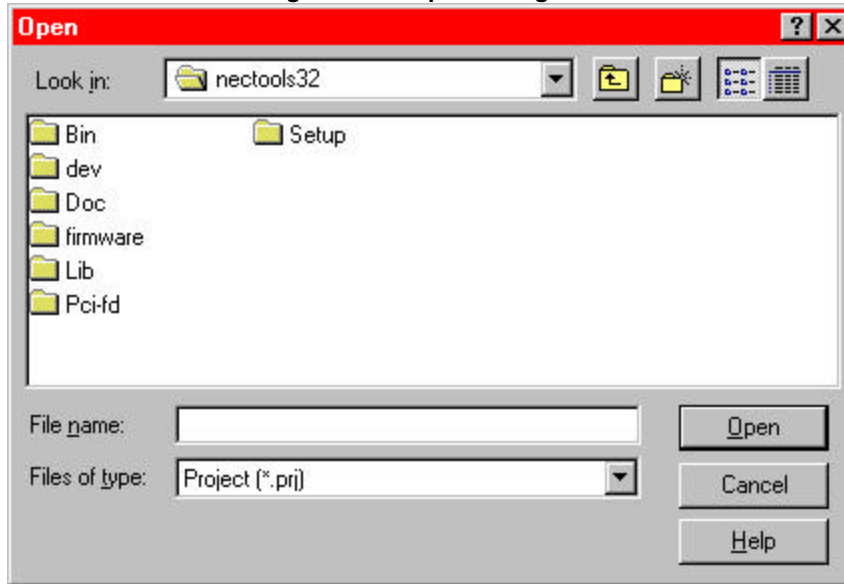 Open
Look in: nectools32
Bin Setup
dev
Doc
firmware
Lib
Pci-fd
File name: Open
Files of type: Project (*.prj) Cancel
Help